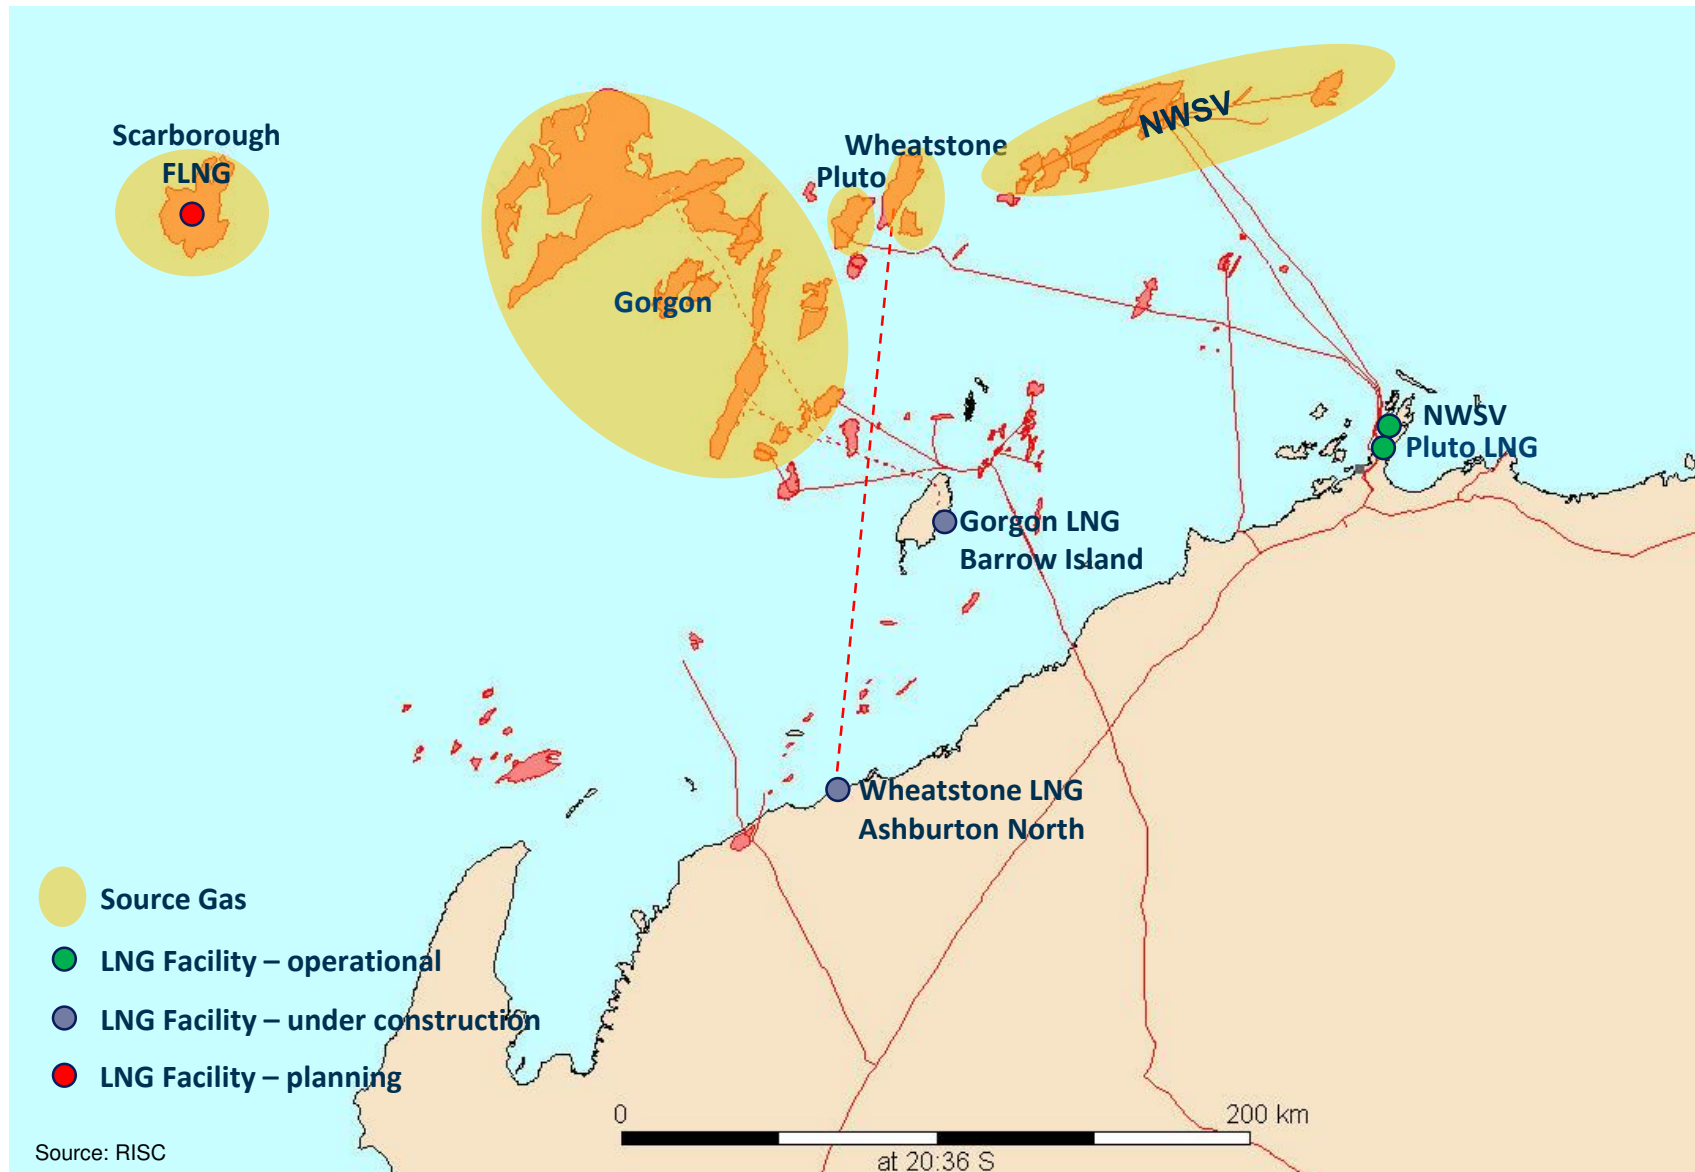 Scarborough
FLNG
Gorgon
Wheatstone
Pluto
NWSV
NWSV
Pluto LNG
Gorgon LNG
Barrow Island
Wheatstone LNG
Ashburton North
Source Gas
LNG Facility – operational
LNG Facility – under construction
LNG Facility – planning
0 200 km
at 20:36 S
Source: RISC